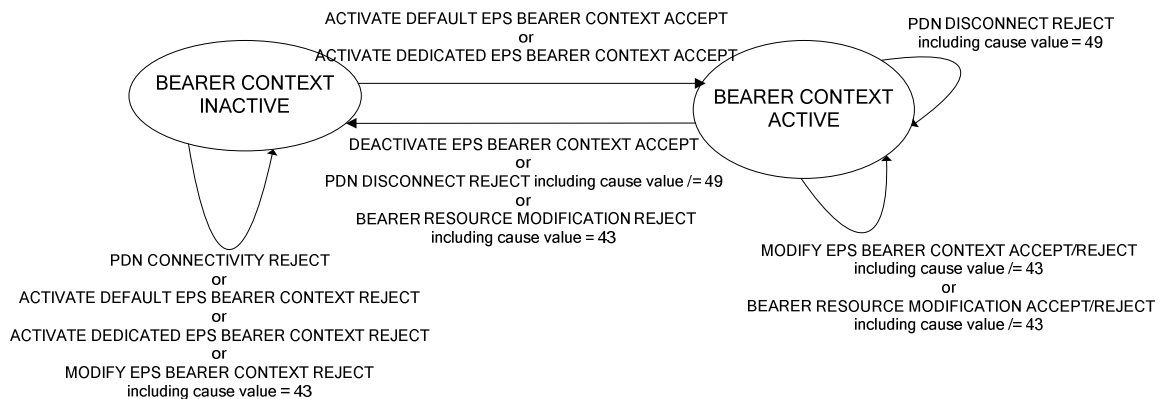 ACTIVATE DEFAULT EPS BEARER CONTEXT ACCEPT
or
ACTIVATE DEDICATED EPS BEARER CONTEXT ACCEPT
PDN DISCONNECT REJECT
including cause value = 49
BEARER CONTEXT
INACTIVE
BEARER CONTEXT
ACTIVE
DEACTIVATE EPS BEARER CONTEXT ACCEPT
or
PDN DISCONNECT REJECT including cause value /= 49
or
BEARER RESOURCE MODIFICATION REJECT
including cause value = 43
PDN CONNECTIVITY REJECT
or
ACTIVATE DEFAULT EPS BEARER CONTEXT REJECT
or
ACTIVATE DEDICATED EPS BEARER CONTEXT REJECT
or
MODIFY EPS BEARER CONTEXT REJECT
including cause value = 43
MODIFY EPS BEARER CONTEXT ACCEPT/REJECT
including cause value /= 43
or
BEARER RESOURCE MODIFICATION ACCEPT/REJECT
including cause value /= 43